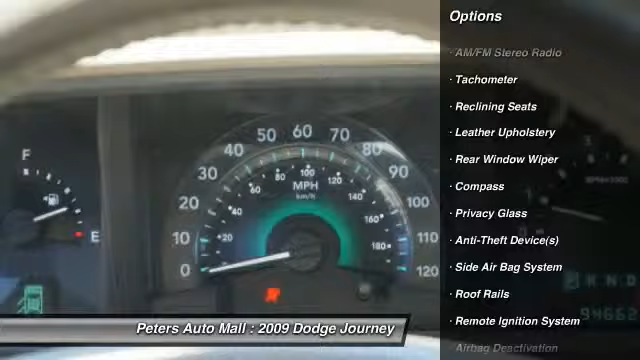 Options
· AM/FM Stereo Radio
· Tachometer
· Reclining Seats
· Leather Upholstery
· Rear Window Wiper
· Compass
· Privacy Glass
· Anti-Theft Device(s)
· Side Air Bag System
· Roof Rails
· Remote Ignition System
· Airbag Deactivation
F
E
0
10
20
30
40
50
60
70
80
90
100
110
120
20
40
60
80
100
120
140
160
180
MPH
km/h
P R N D
94662
Peters Auto Mall : 2009 Dodge Journey